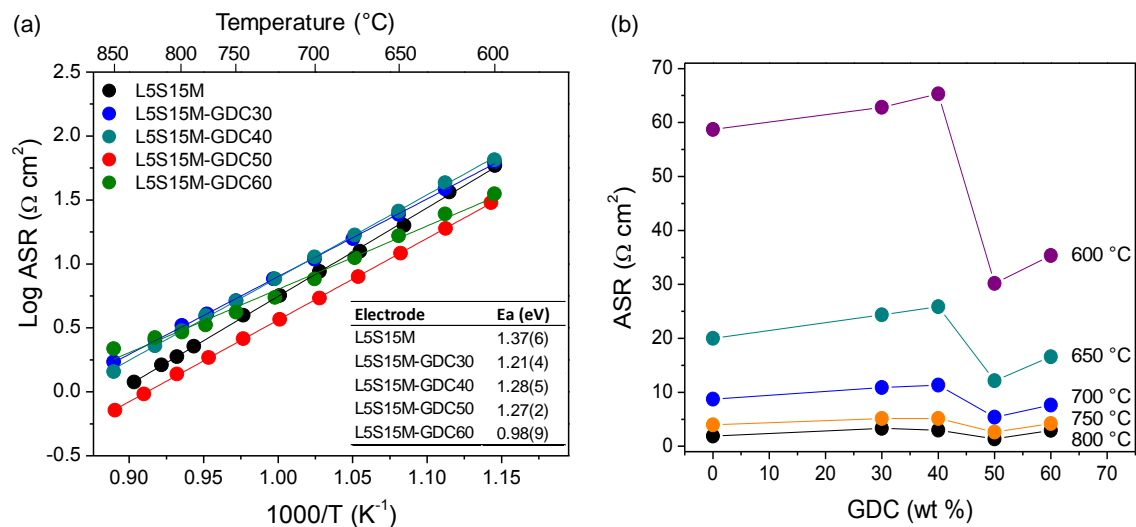 (a)
Temperature (°C)
850 800 750 700 650 600
2.5
2.0
1.5
1.0
0.5
0.0
-0.5
Log ASR (Ω cm²)
L5S15M
L5S15M-GDC30
L5S15M-GDC40
L5S15M-GDC50
L5S15M-GDC60
Electrode Ea (eV)
L5S15M 1.37(6)
L5S15M-GDC30 1.21(4)
L5S15M-GDC40 1.28(5)
L5S15M-GDC50 1.27(2)
L5S15M-GDC60 0.98(9)
0.90 0.95 1.00 1.05 1.10 1.15
1000/T (K⁻¹)
(b)
70
60
50
40
30
20
10
0
ASR (Ω cm²)
600 °C
650 °C
700 °C
750 °C
800 °C
0 10 20 30 40 50 60 70
GDC (wt %)